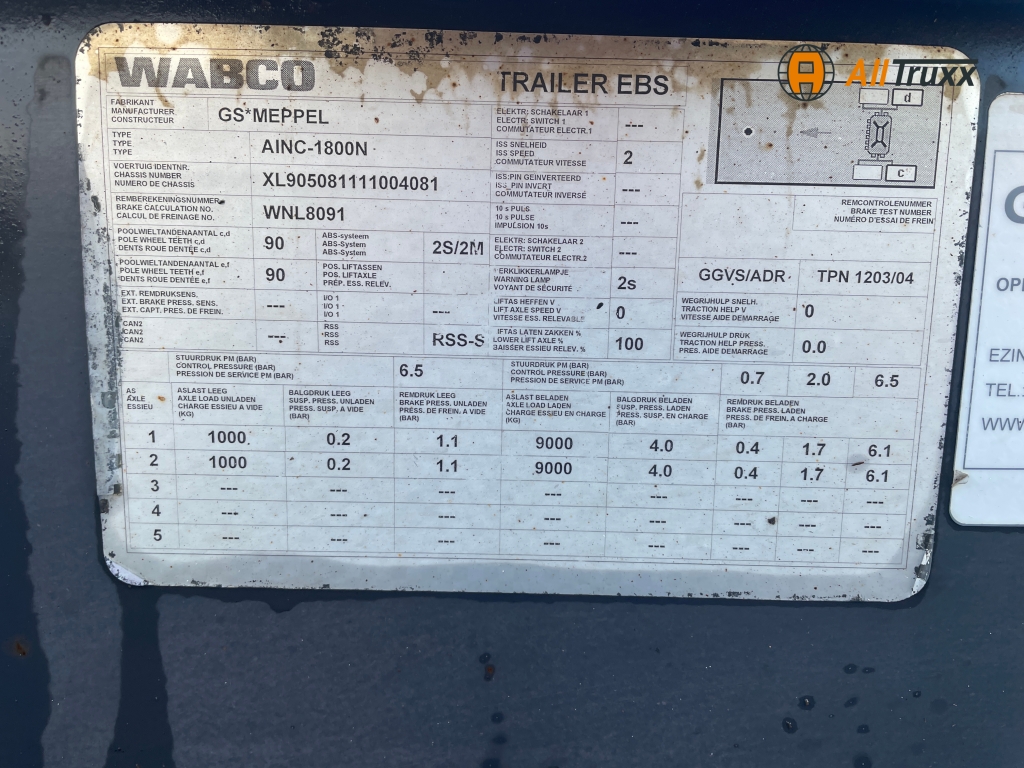 WABCO
TRAILER EBS
All Truxx
FABRIKANT
MANUFACTURER
CONSTRUCTEUR
GS*MEPPEL
TYPE
TYPE
TYPE
AINC-1800N
VOERTUIG IDENTNR.
CHASSIS NUMBER
NUMERO DE CHASSIS
XL905081111004081
REMBEREKENINGSNUMMER
BRAKE CALCULATION NO.
CALCUL DE FREINAGE NO.
WNL8091
POOLWIELTANDENAANTAL c,d
POLE WHEEL TEETH c,d
DENTS ROUE DENTÉE c,d
90
ABS-systeem
ABS-System
ABS-System
2S/2M
POOLWIELTANDENAANTAL e,f
POLE WHEEL TEETH e,f
DENTS ROUE DENTÉE e,f
90
POS. LIFTASSEN
POS. LIFTAXLE
PRÉP. ESS. RELEV.
EXT. REMDRUKSENS.
EXT. BRAKE PRESS. SENS.
EXT. CAPT. PRES. DE FREIN.
---
I/O 1
I/O 1
I/O 1
---
CAN2
CAN2
CAN2
---
RSS
RSS
RSS
RSS-S
ELEKTR. SCHAKELAAR 1
ELECTR. SWITCH 1
COMMUTATEUR ELECTR.1
---
ISS SNELHEID
ISS SPEED
COMMUTATEUR VITESSE
2
ISS:PIN GEINVERTEERD
ISS_PIN INVERT
COMMUTATEUR INVERSÉ
---
10 s PULS
10 s PULSE
IMPULSION 10s
---
ELEKTR. SCHAKELAAR 2
ELECTR. SWITCH 2
COMMUTATEUR ELECTR.2
---
VERKLIKKERLAMPJE
WARNING LAMP
VOYANT DE SÉCURITÉ
2s
LIFTAS HEFFEN V
LIFT AXLE SPEED V
VITESSE ESS. RELEVABLE
0
LIFTAS LATEN ZAKKEN %
LOWER LIFT AXLE %
BAISSER ESSIEU RELEV. %
100
d
c
REMCONTROLENUMMER
BRAKE TEST NUMBER
NUMÉRO D'ESSAI DE FREIN
GGVS/ADR
TPN 1203/04
WEGRIJHULP SNELH.
TRACTION HELP V
VITESSE AIDE DEMARRAGE
0
WEGRIJHULP DRUK
TRACTION HELP PRESS.
PRES. AIDE DEMARRAGE
0.0
STUURDRUK PM (BAR)
CONTROL PRESSURE (BAR)
PRESSION DE SERVICE PM (BAR)
6.5
STUURDRUK PM (BAR)
CONTROL PRESSURE (BAR)
PRESSION DE SERVICE PM (BAR)
0.7 2.0 6.5
AS
AXLE
ESSIEU
ASLAST LEEG
AXLE LOAD UNLADEN
CHARGE ESSIEU A VIDE
(KG)
BALGDRUK LEEG
SUSP. PRESS. UNLADEN
PRESS. SUSP. A VIDE
(BAR)
REMDRUK LEEG
BRAKE PRESS. UNLADEN
PRESS. DE FREIN. A VIDE
(BAR)
ASLAST BELADEN
AXLE LOAD LADEN
CHARGE ESSIEU EN CHARGE
(KG)
BALGDRUK BELADEN
SUSP. PRESS. LADEN
PRESS. SUSP. EN CHARGE
(BAR)
REMDRUK BELADEN
BRAKE PRESS. LADEN
PRESS. DE FREIN. A CHARGE
(BAR)
1 1000 0.2 1.1 9000 4.0 0.4 1.7 6.1
2 1000 0.2 1.1 9000 4.0 0.4 1.7 6.1
3 --- --- --- --- --- --- --- ---
4 --- --- --- --- --- --- --- ---
5 --- --- --- --- --- --- --- ---
G
OPE
EZIN
TEL.
WWW